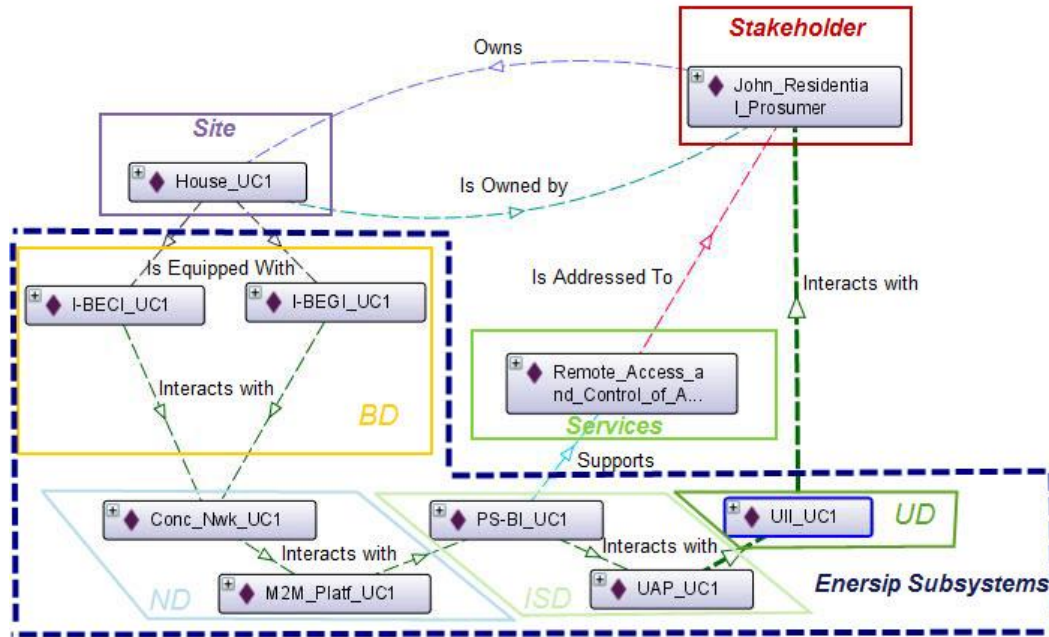 Stakeholder
Owns
John_Residentia
l_Prosumer
Site
House_UC1
Is Owned by
Is Equipped With
Is Addressed To
Interacts with
I-BECI_UC1
I-BEGI_UC1
Interacts with
BD
Remote_Access_a
nd_Control_of_A...
Services
Supports
Conc_Nwk_UC1
PS-BI_UC1
UII_UC1
UD
Interacts with
Interacts with
ND
M2M_Platf_UC1
ISD
UAP_UC1
Enersip Subsystems